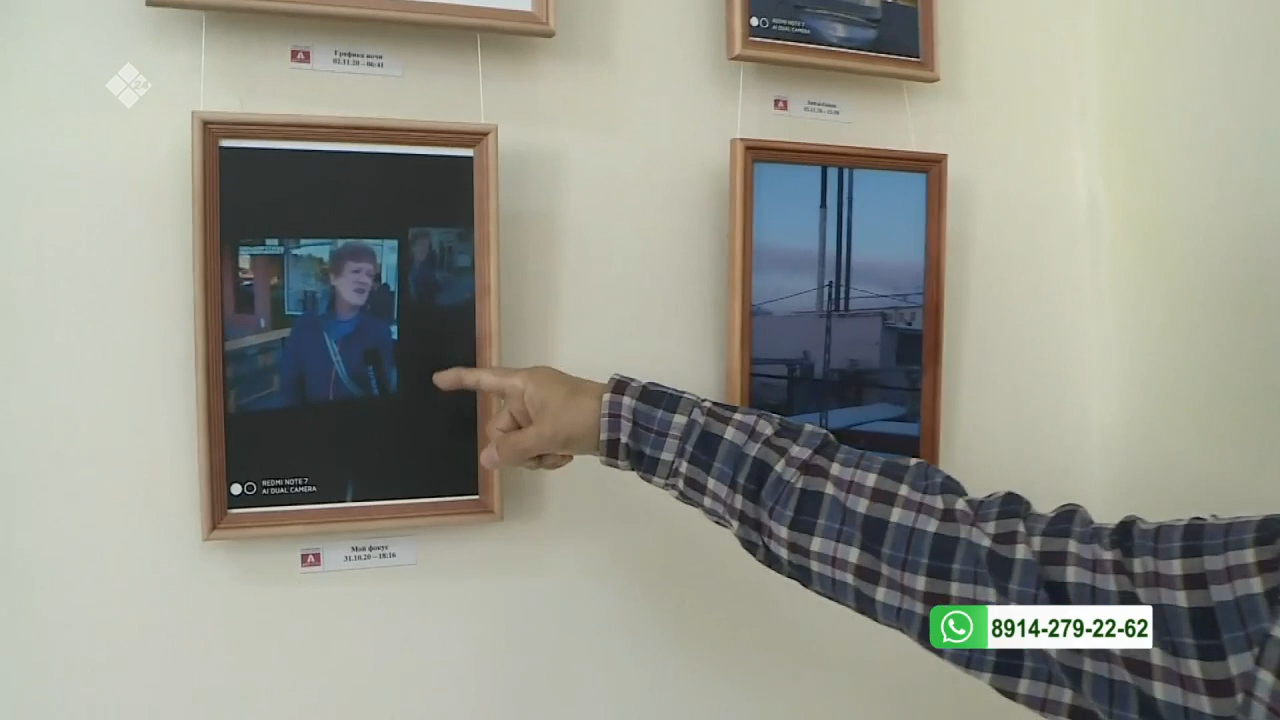 Графика ночи
02.11.20 – 06:41
REDMI NOTE 7
AI DUAL CAMERA
X24
A
A
REDMI NOTE 7
AI DUAL CAMERA
Мой фокус
31.10.20 – 18:16
A
8914-279-22-62